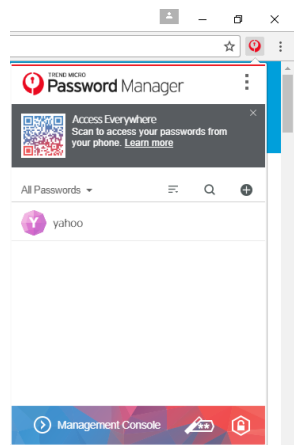 TREND MICRO
Password Manager
Access Everywhere
Scan to access your passwords from
your phone. Learn more
All Passwords
Y yahoo
Management Console